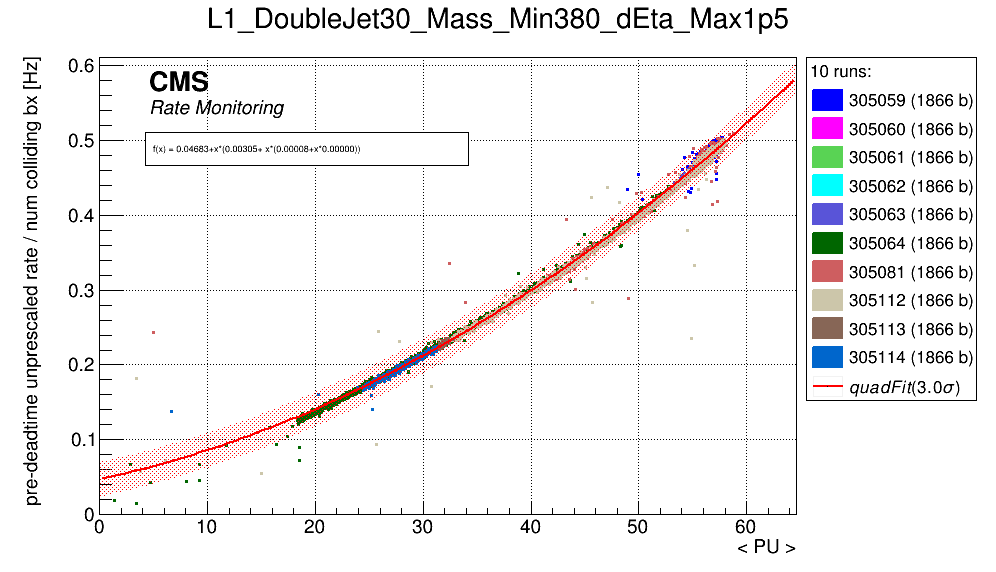 L1_DoubleJet30_Mass_Min380_dEta_Max1p5
pre-deadtime unprescaled rate / num colliding bx [Hz]
CMS
Rate Monitoring
f(x) = 0.04683+x*(0.00305+ x*(0.00008+x*0.00000))
0.6
0.5
0.4
0.3
0.2
0.1
0
0 10 20 30 40 50 60
< PU >
10 runs:
305059 (1866 b)
305060 (1866 b)
305061 (1866 b)
305062 (1866 b)
305063 (1866 b)
305064 (1866 b)
305081 (1866 b)
305112 (1866 b)
305113 (1866 b)
305114 (1866 b)
quadFit(3.0σ)